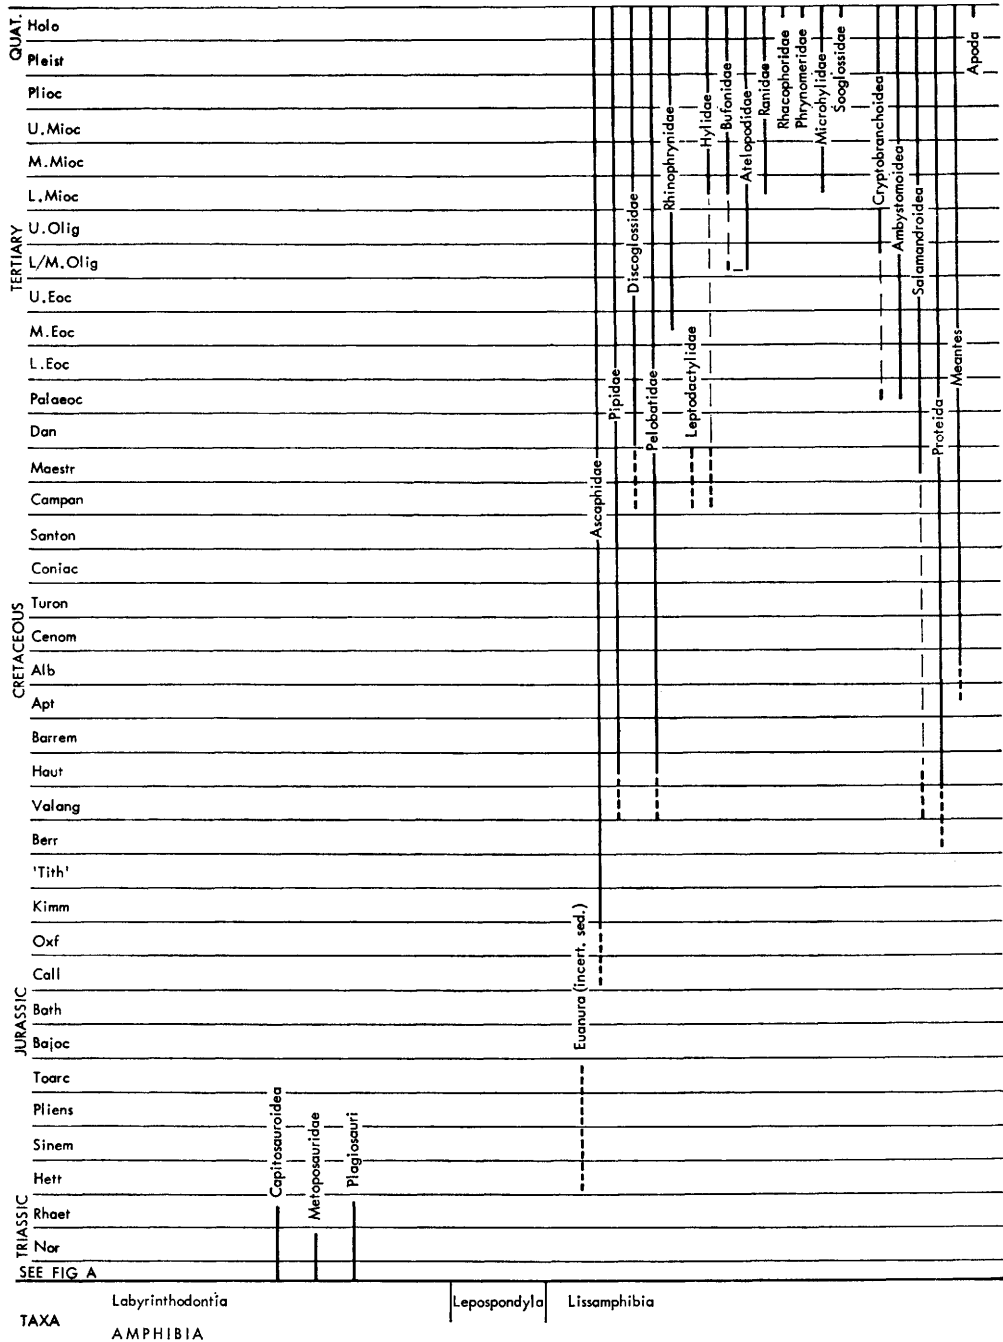 QUAT.
Holo
Pleist
TERTIARY
Plioc
U.Mioc
M.Mioc
L.Mioc
U.Olig
L/M.Olig
U.Eoc
M.Eoc
L.Eoc
Palaeoc
Dan
CRETACEOUS
Maestr
Campan
Santon
Coniac
Turon
Cenom
Alb
Apt
Barrem
Haut
Valang
Berr
JURASSIC
'Tith'
Kimm
Oxf
Call
Bath
Bajoc
Toarc
Pliens
Sinem
Hett
TRIASSIC
Rhaet
Nor
SEE FIG A
Capitosauroidea
Metoposauridae
Plagiosauri
Euanura (incert. sed.)
Ascaphidae
Pipidae
Discoglossidae
Pelobatidae
Rhinophrynidae
Leptodactylidae
Hylidae
Bufonidae
Atelopodidae
Ranidae
Rhacophoridae
Phrynomeridae
Microhylidae
Sooglossidae
Cryptobranchoidea
Ambystomoidea
Salamandroidea
Proteida
Meantes
Apoda
TAXA
Labyrinthodontia
Lepospondyla
Lissamphibia
AMPHIBIA